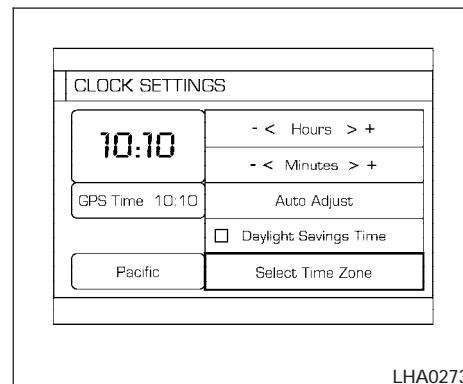 CLOCK SETTINGS
10:10
- < Hours > +
- < Minutes > +
GPS Time 10:10
Auto Adjust
Daylight Savings Time
Pacific
Select Time Zone
LHA0273